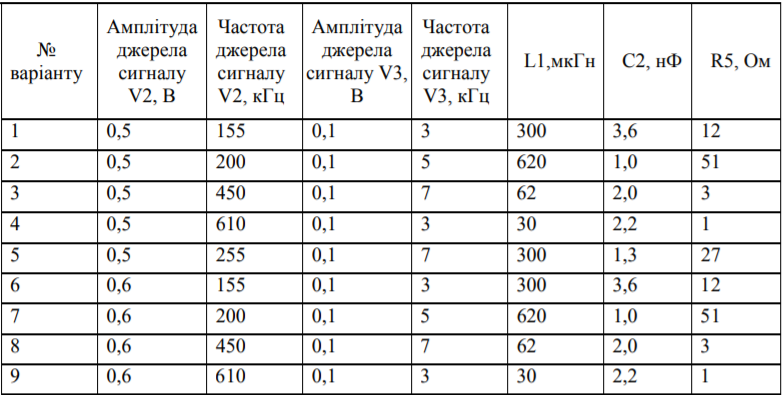 № варіанту | Амплітуда джерела сигналу V2, В | Частота джерела сигналу V2, кГц | Амплітуда джерела сигналу V3, В | Частота джерела сигналу V3, кГц | L1,мкГн | C2, нФ | R5, Ом
1 | 0,5 | 155 | 0,1 | 3 | 300 | 3,6 | 12
2 | 0,5 | 200 | 0,1 | 5 | 620 | 1,0 | 51
3 | 0,5 | 450 | 0,1 | 7 | 62 | 2,0 | 3
4 | 0,5 | 610 | 0,1 | 3 | 30 | 2,2 | 1
5 | 0,5 | 255 | 0,1 | 7 | 300 | 1,3 | 27
6 | 0,6 | 155 | 0,1 | 3 | 300 | 3,6 | 12
7 | 0,6 | 200 | 0,1 | 5 | 620 | 1,0 | 51
8 | 0,6 | 450 | 0,1 | 7 | 62 | 2,0 | 3
9 | 0,6 | 610 | 0,1 | 3 | 30 | 2,2 | 1